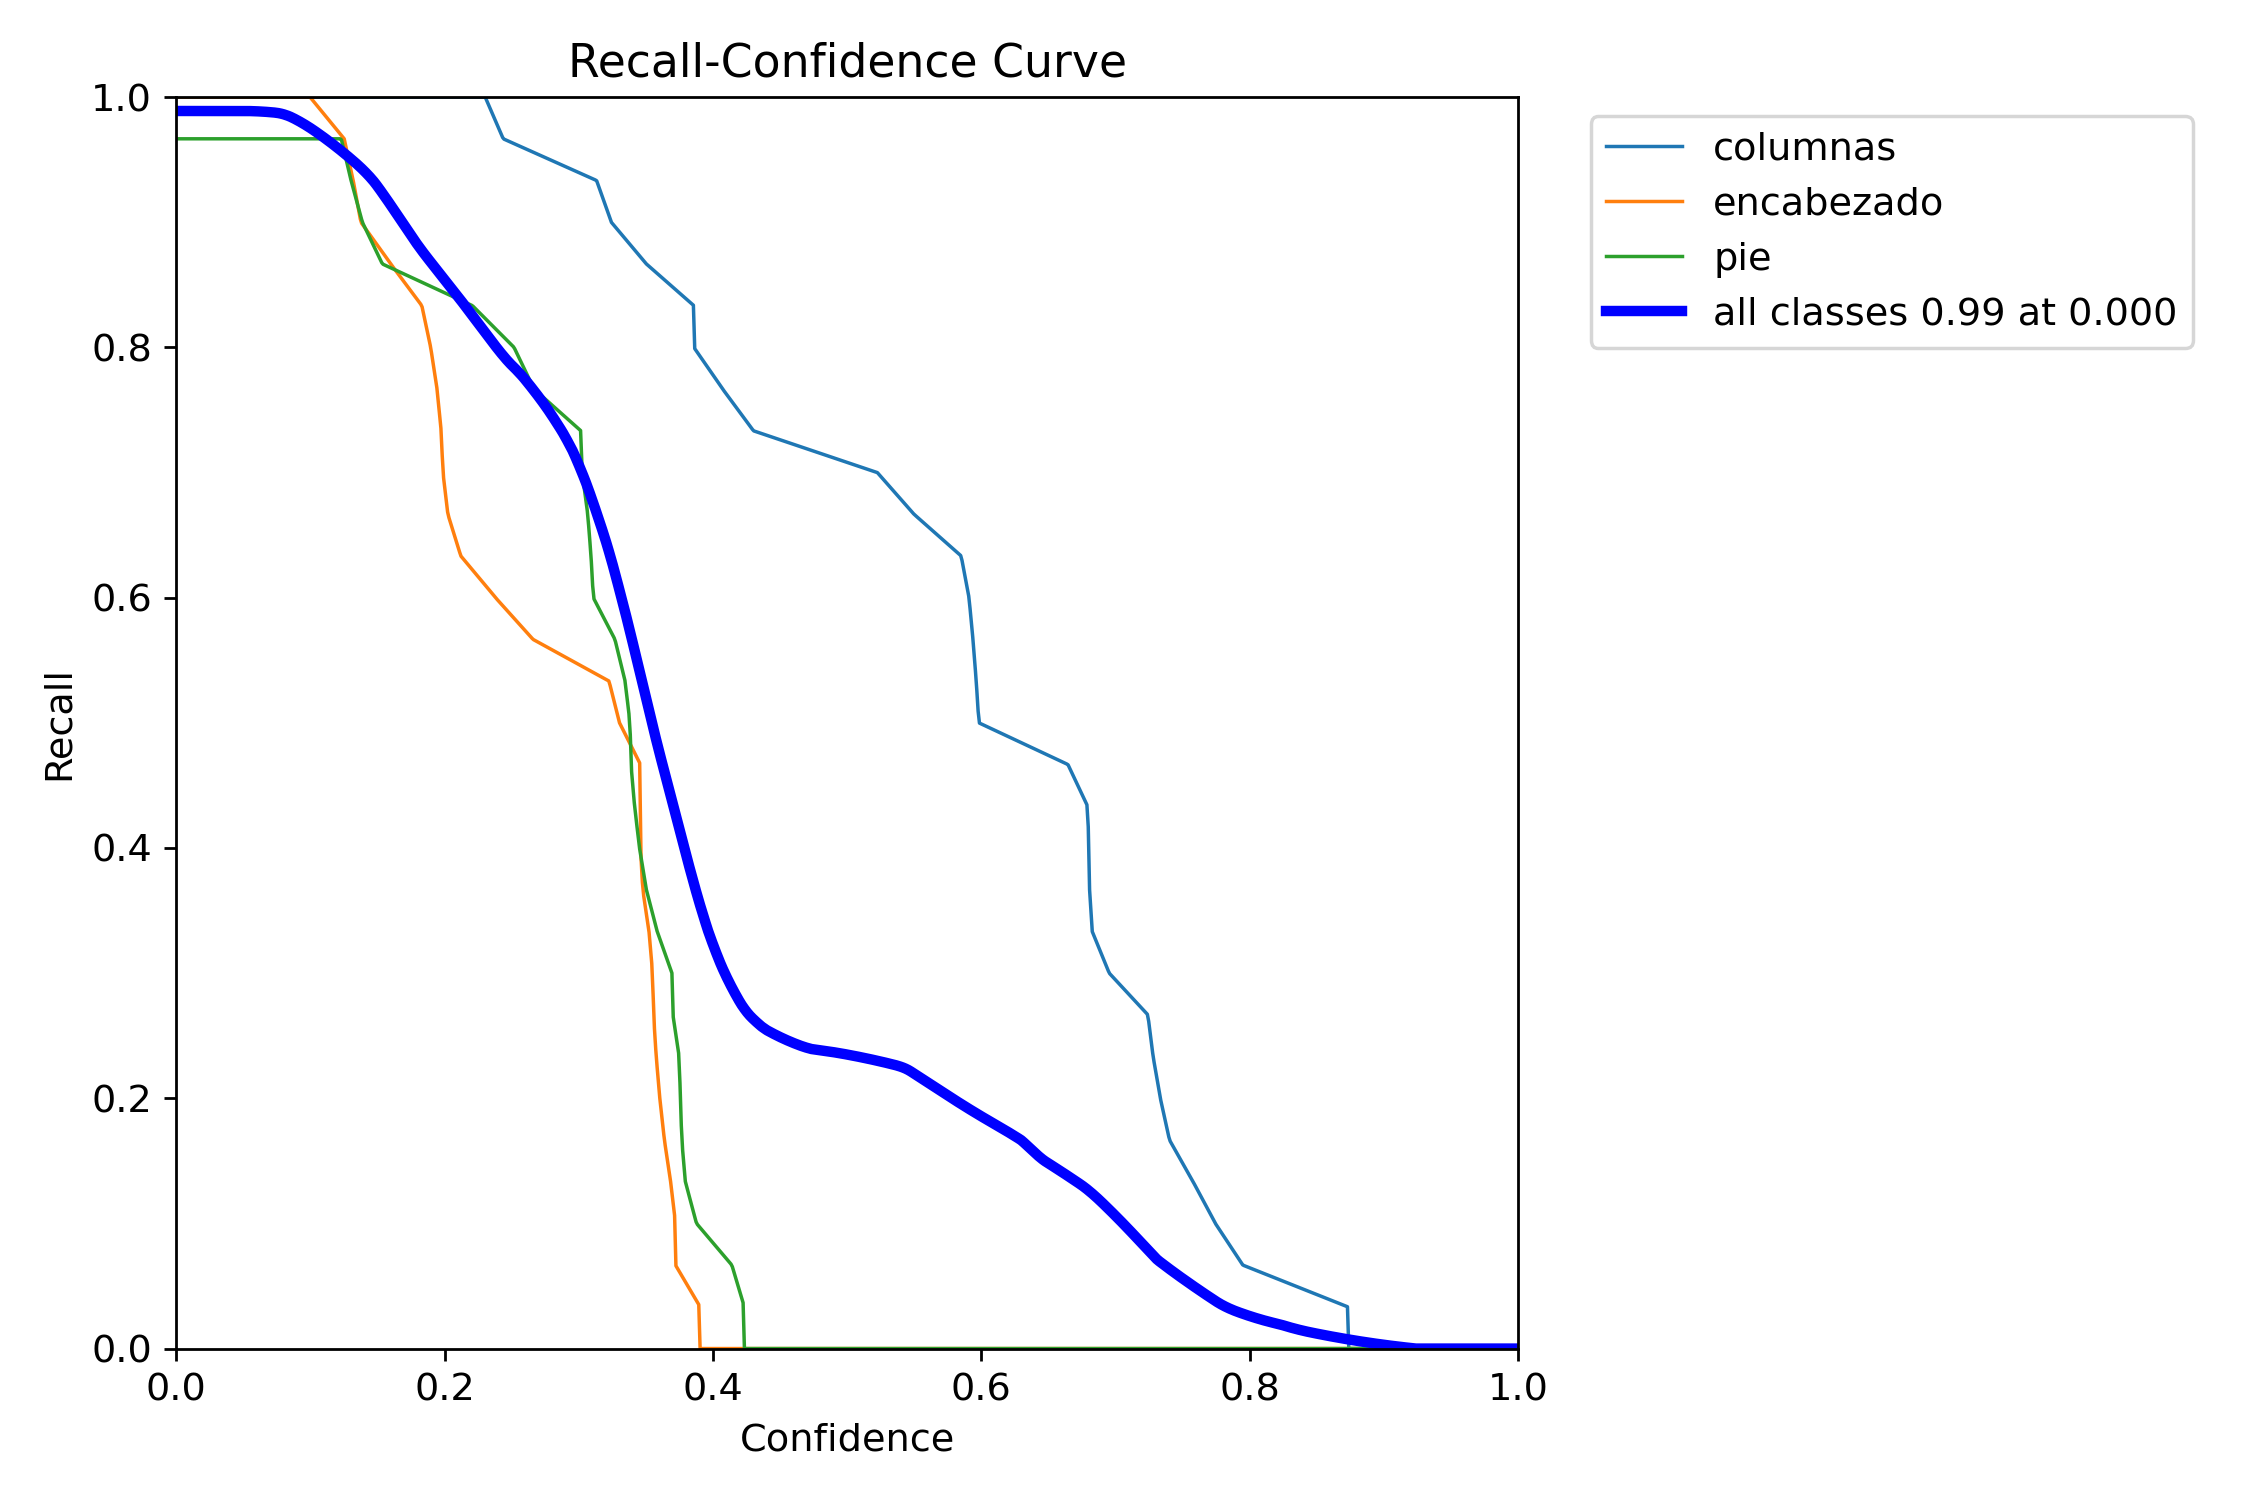 Recall-Confidence Curve
1.0
0.8
0.6
0.4
0.2
0.0
Recall
0.0 0.2 0.4 0.6 0.8 1.0
Confidence
columnas
encabezado
pie
all classes 0.99 at 0.000